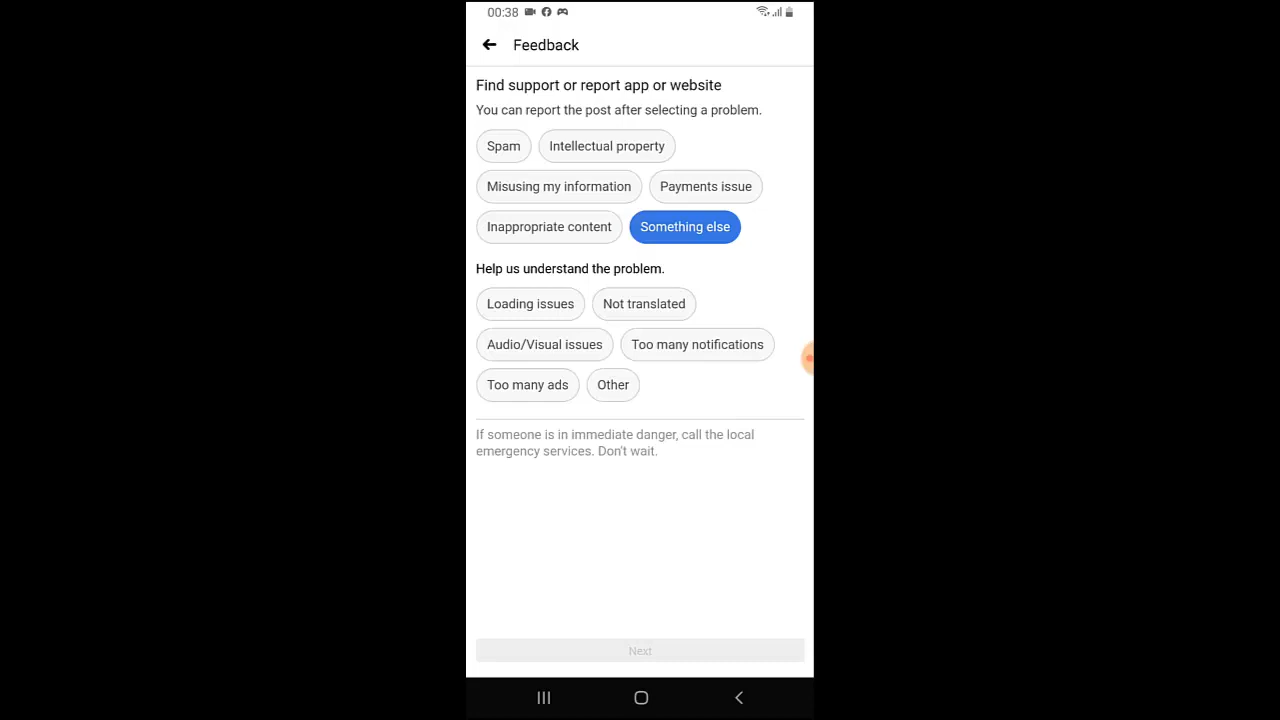 00:38
Feedback
Find support or report app or website
You can report the post after selecting a problem.
Spam Intellectual property
Misusing my information Payments issue
Inappropriate content Something else
Help us understand the problem.
Loading issues Not translated
Audio/Visual issues Too many notifications
Too many ads Other
If someone is in immediate danger, call the local
emergency services. Don't wait.
Next